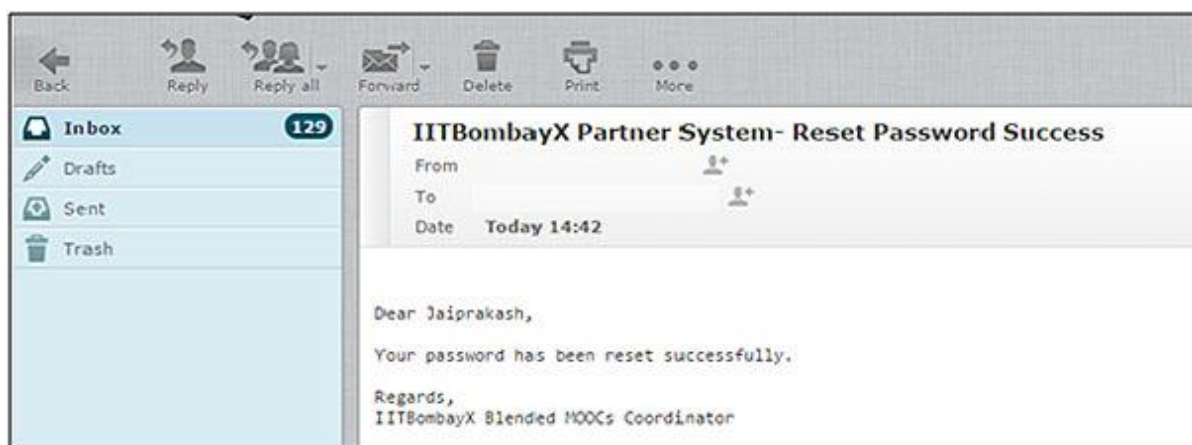 Back Reply Reply all Forward Delete Print More
Inbox 129
Drafts
Sent
Trash
IITBombayX Partner System- Reset Password Success
From
To
Date Today 14:42
Dear Jaiprakash,
Your password has been reset successfully.
Regards,
IITBombayX Blended MOOCs Coordinator